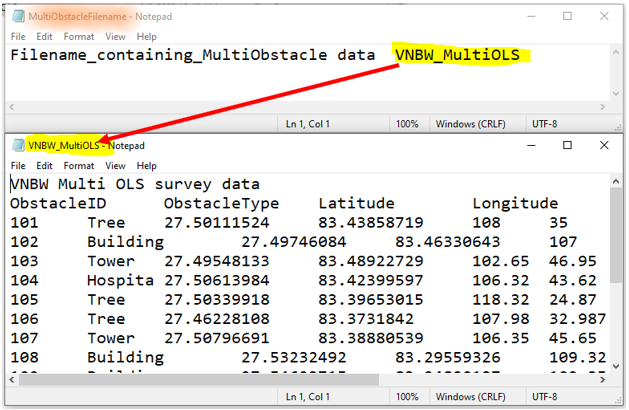 MultiObstacleFilename - Notepad
File Edit Format View Help
Filename_containing_MultiObstacle data VNBW_MultiOLS
Ln 1, Col 1 100% Windows (CRLF) UTF-8
VNBW_MultiOLS - Notepad
File Edit Format View Help
VNBW Multi OLS survey data
ObstacleID ObstacleType Latitude Longitude
101 Tree 27.50111524 83.43858719 108 35
102 Building 27.49746084 83.46330643 107
103 Tower 27.49548133 83.48922729 102.65 46.95
104 Hospita 27.50613984 83.42399597 106.32 43.62
105 Tree 27.50339918 83.39653015 118.32 24.87
106 Tree 27.46228108 83.3731842 107.98 32.987
107 Tower 27.50796691 83.38880539 106.35 45.65
108 Building 27.53232492 83.29559326 109.32
Ln 1, Col 1 100% Windows (CRLF) UTF-8